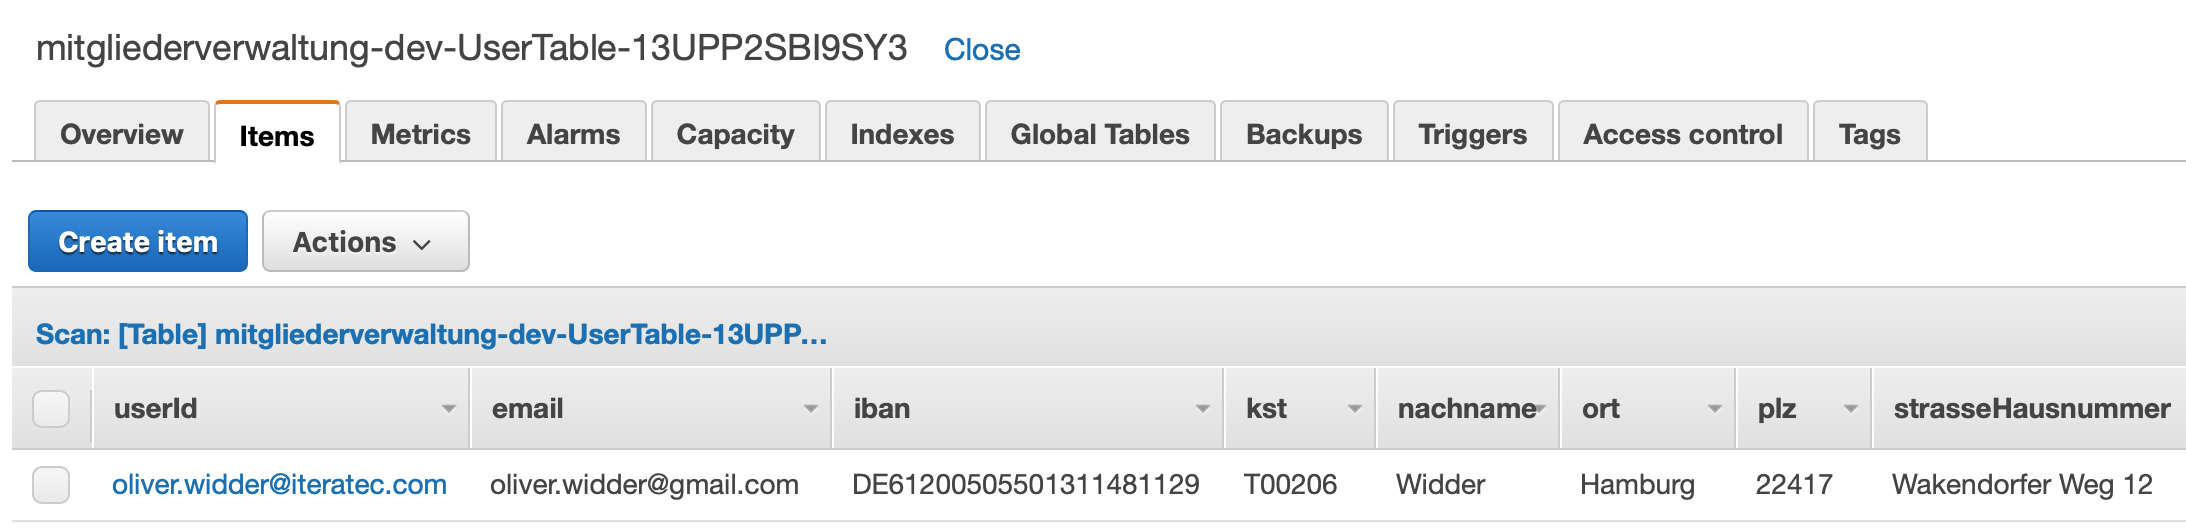 mitgliederverwaltung-dev-UserTable-13UPP2SBI9SY3 Close
Overview Items Metrics Alarms Capacity Indexes Global Tables Backups Triggers Access control Tags
Create item Actions
Scan: [Table] mitgliederverwaltung-dev-UserTable-13UPP...
userId email iban kst nachname ort plz strasseHausnummer
oliver.widder@iteratec.com oliver.widder@gmail.com DE61200505501311481129 T00206 Widder Hamburg 22417 Wakendorfer Weg 12